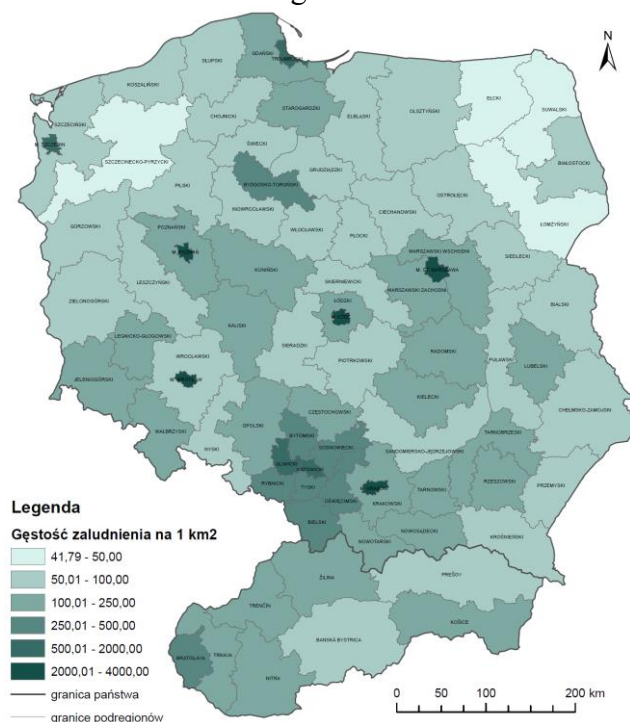 SŁUPSKI
GDAŃSKI
TRÓJMIEJSKI
N
KOSZALIŃSKI
STAROGARDZKI
EŁCKI
SUWALSKI
CHOJNICKI
ELBLĄSKI
OLSZTYŃSKI
SZCZECIŃSKI
M. SZCZECIN
SZCZECINECKO-PYRZYCKI
ŚWIECKI
BIAŁOSTOCKI
GRUDZIĄDZKI
PILSKI
BYDGOSKO-TORUŃSKI
OSTROŁĘCKI
INOWROCŁAWSKI
CIECHANOWSKI
ŁOMŻYŃSKI
GORZOWSKI
POZNAŃSKI
WŁOCŁAWSKI
PŁOCKI
WARSZAWSKI WSCHODNI
SIEDLECKI
KONIŃSKI
M. ST. WARSZAWA
LESZCZYŃSKI
SKIERNIEWICKI
WARSZAWSKI ZACHODNI
ZIELONOGÓRSKI
ŁÓDZKI
BIALSKI
KALISKI
SIERADZKI
LEGNICKO-GŁOGOWSKI
WROCŁAWSKI
PIOTRKOWSKI
RADOMSKI
PUŁAWSKI
LUBELSKI
JELENIOGÓRSKI
KIELECKI
CHEŁMSKO-ZAMOJSKI
WAŁBRZYSKI
OPOLSKI
CZĘSTOCHOWSKI
NYSKI
BYTOMSKI
SOSNOWIECKI
SANDOMIERSKO-JĘDRZEJOWSKI
TARNOBRZESKI
GLIWICKI
KATOWICKI
RYBNICKI
TYSKI
OŚWIĘCIMSKI
KRAKOWSKI
TARNOWSKI
RZESZOWSKI
PRZEMYSKI
BIELSKI
NOWOSĄDECKI
NOWOTARSKI
KROŚNIEŃSKI
Legenda
Gęstość zaludnienia na 1 km2
41,79 - 50,00
50,01 - 100,00
100,01 - 250,00
250,01 - 500,00
500,01 - 2000,00
2000,01 - 4000,00
granica państwa
granice podregionów
ŽILINA
PREŠOV
TRENČÍN
KOŠICE
BANSKÁ BYSTRICA
BRATISLAVA
TRNAVA
NITRA
0 50 100 200 km